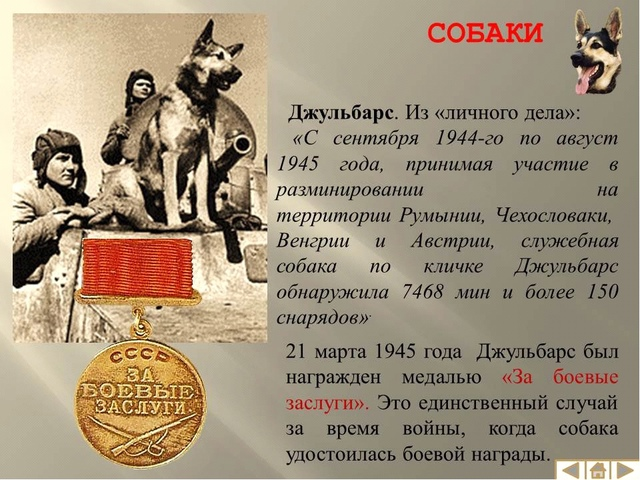 СОБАКИ
Джульбарс. Из «личного дела»:
«С сентября 1944-го по август
1945 года, принимая участие в
разминировании на
территории Румынии, Чехословаки,
Венгрии и Австрии, служебная
собака по кличке Джульбарс
обнаружила 7468 мин и более 150
снарядов».
21 марта 1945 года Джульбарс был
награжден медалью «За боевые
заслуги». Это единственный случай
за время войны, когда собака
удостоилась боевой награды.
СССР
ЗА
БОЕВЫЕ
ЗАСЛУГИ